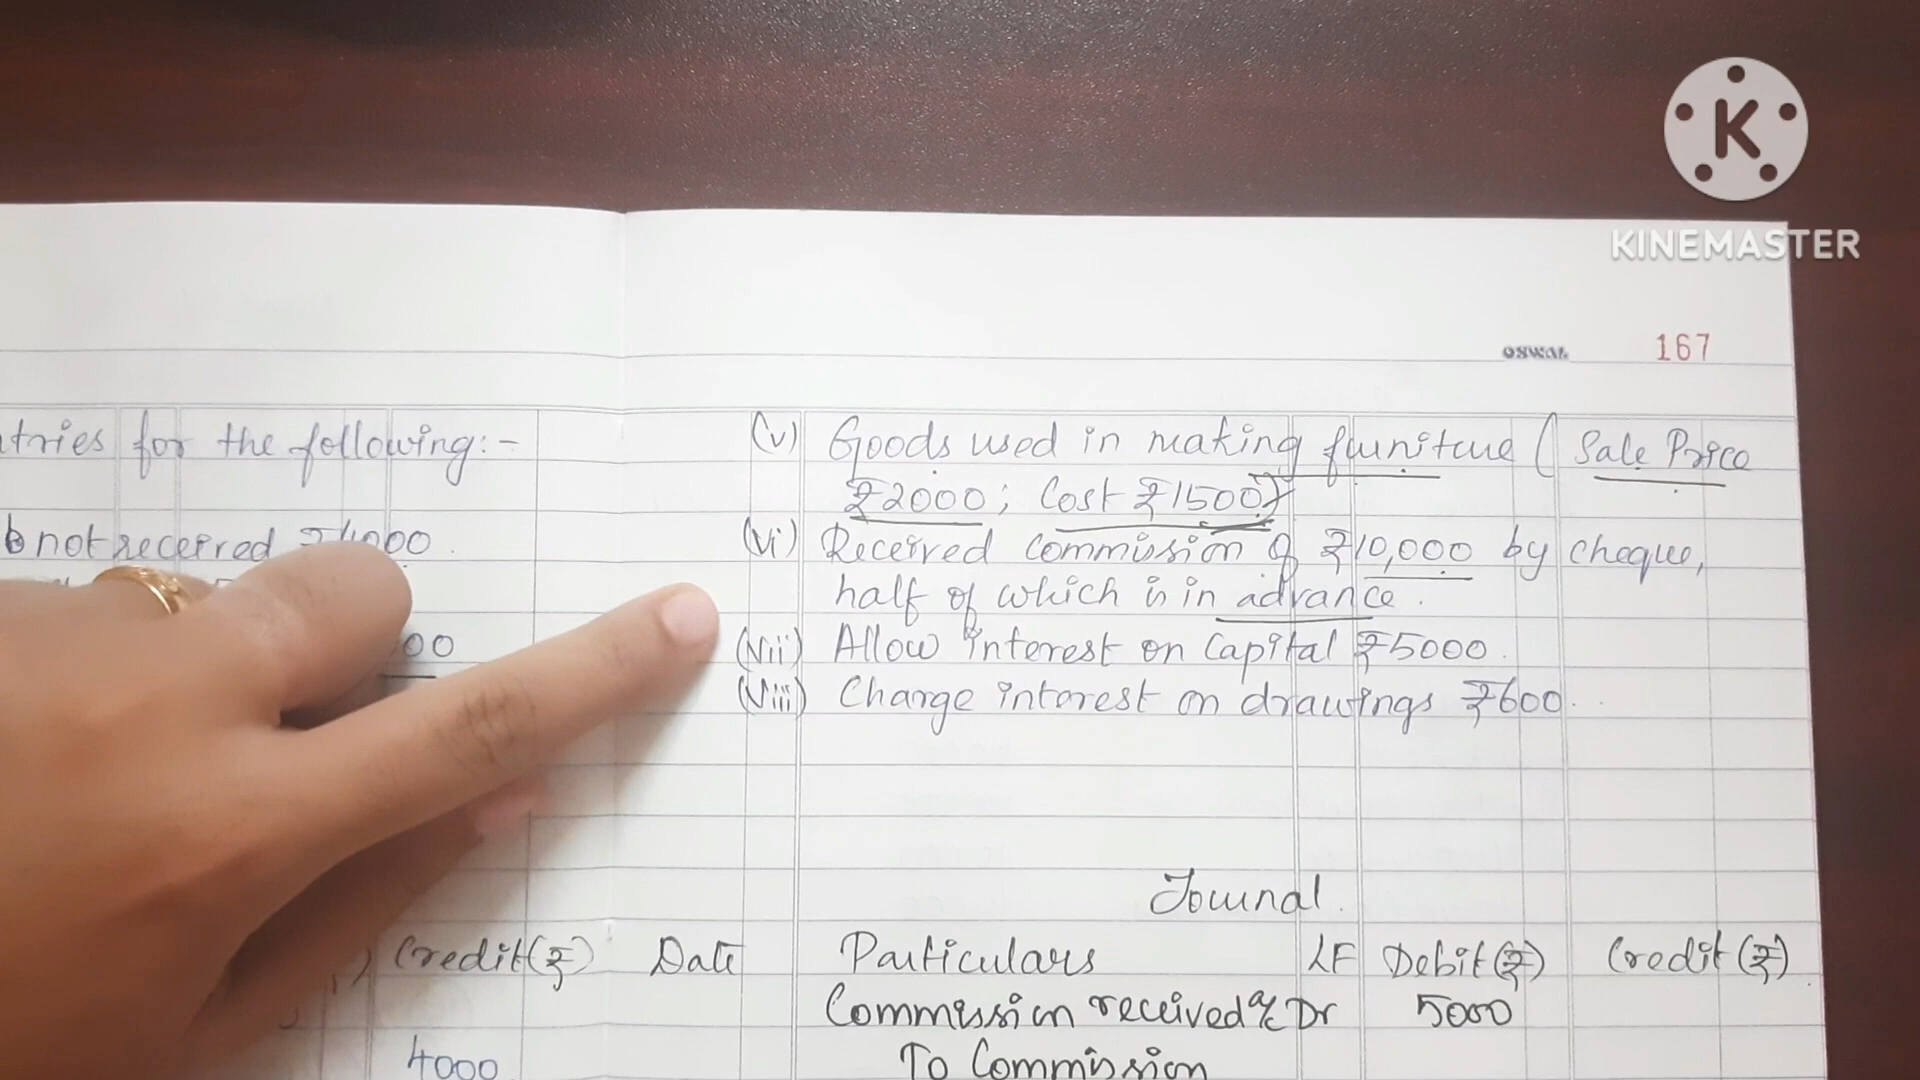 KINEMASTER
OSWAL 167
tries for the following:-
not received ₹4000.
00
(v) Goods used in making furniture (Sale Price
₹2000; Cost ₹1500)
(vi) Received commission of ₹10,000 by cheque,
half of which is in advance.
(vii) Allow interest on capital ₹5000.
(viii) Charge interest on drawings ₹600.
Journal
Credit (₹)
4000
Date Particulars LF Debit (₹) Credit (₹)
Commission received a/c Dr 5000
To Commission